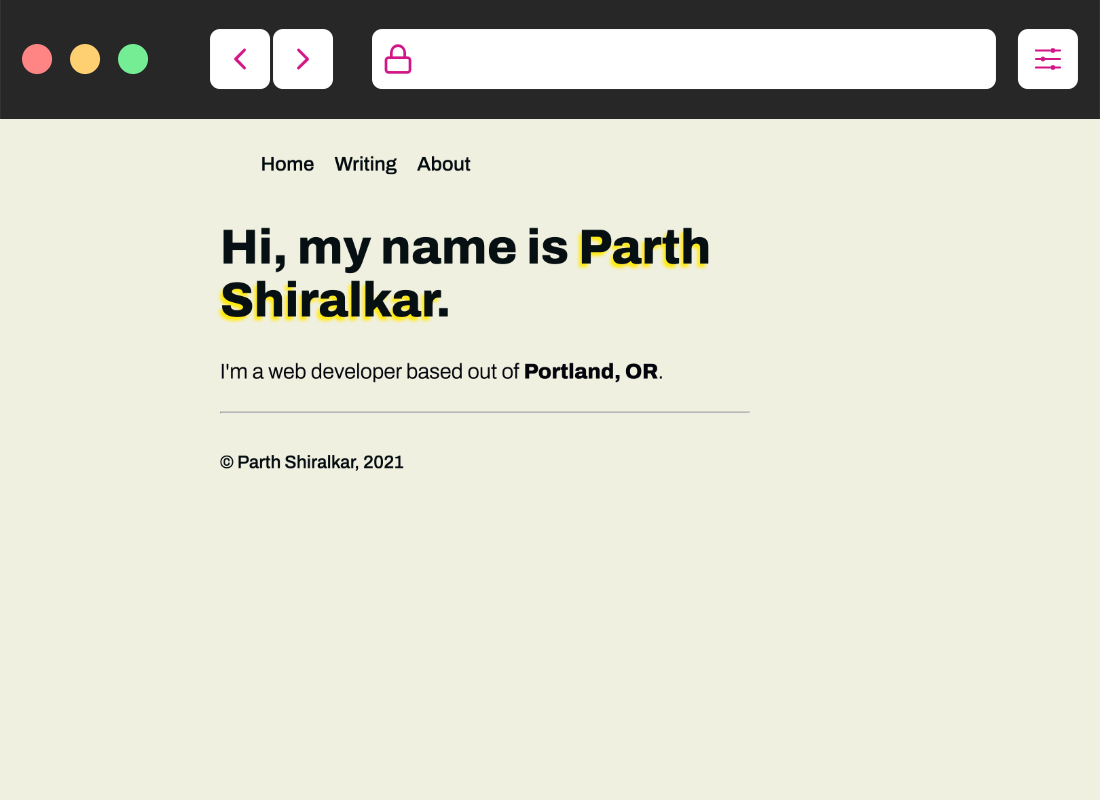 Home Writing About
Hi, my name is Parth
Shiralkar.
I'm a web developer based out of Portland, OR.
© Parth Shiralkar, 2021